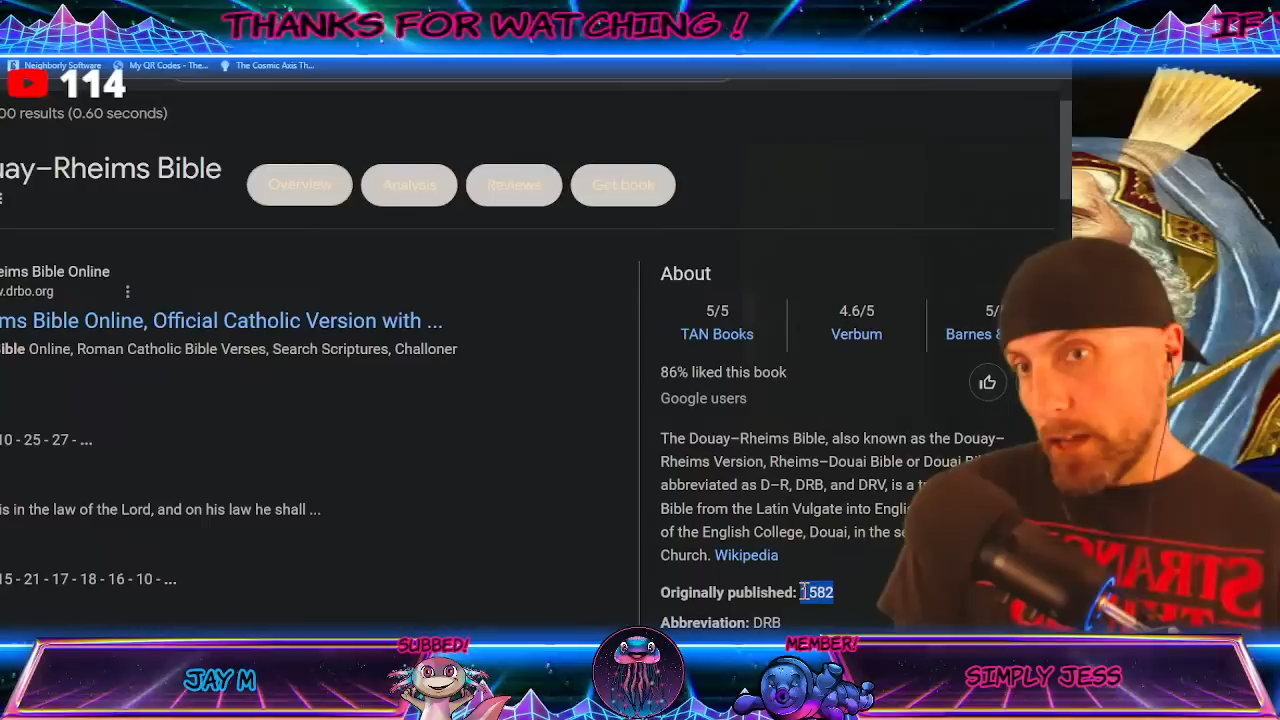 THANKS FOR WATCHING !
IF
Neighborly Software
My QR Codes - The...
The Cosmic Axis Th...
114
00 results (0.60 seconds)
uay–Rheims Bible
Overview
Analysis
Reviews
Get book
eims Bible Online
v.drbo.org
ms Bible Online, Official Catholic Version with ...
Bible Online, Roman Catholic Bible Verses, Search Scriptures, Challoner
10 - 25 - 27 - ...
is in the law of the Lord, and on his law he shall ...
15 - 21 - 17 - 18 - 16 - 10 - ...
About
5/5
TAN Books
4.6/5
Verbum
5/
Barnes &
86% liked this book
Google users
The Douay–Rheims Bible, also known as the Douay–
Rheims Version, Rheims–Douai Bible or Douai Bi
abbreviated as D–R, DRB, and DRV, is a tr
Bible from the Latin Vulgate into Engli
of the English College, Douai, in the se
Church. Wikipedia
Originally published: 1582
Abbreviation: DRB
STRANG
SUBBED!
JAY M
MEMBER!
SIMPLY JESS